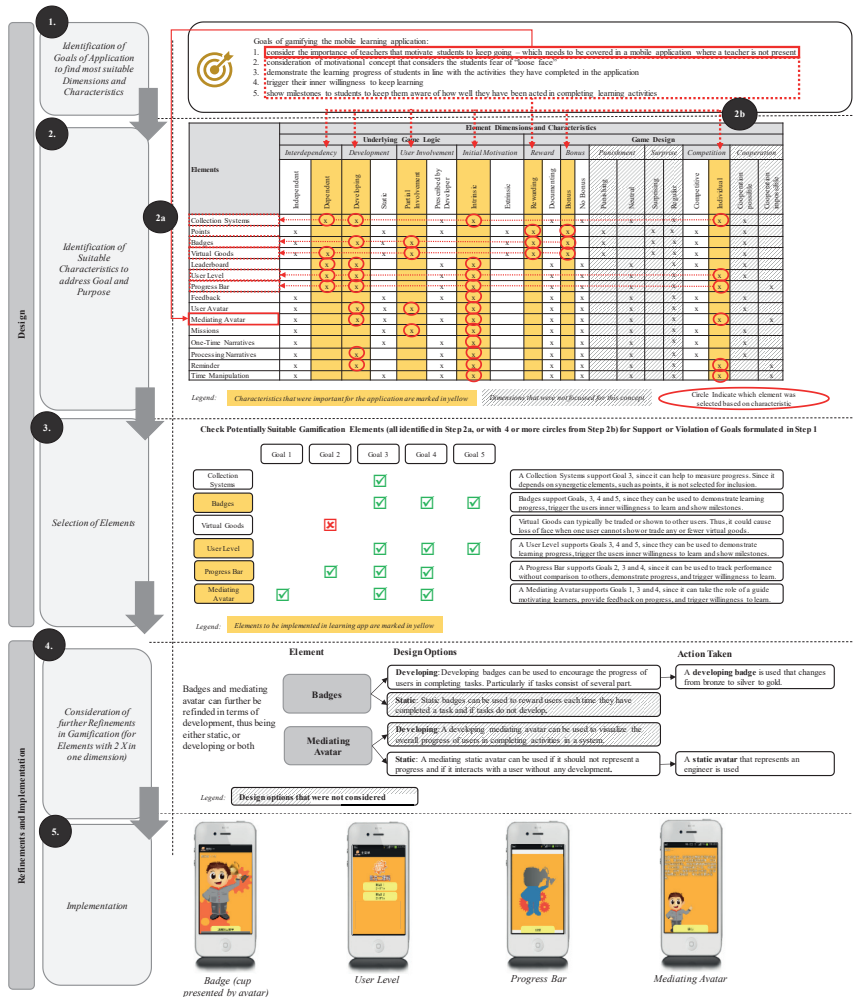 1.
Identification of
Goals of Application
to find most suitable
Dimensions and
Characteristics
Goals of gamifying the mobile learning application:
1. consider the importance of teachers that motivate students to keep going – which needs to be covered in a mobile application where a teacher is not present
2. consideration of motivational concept that considers the students fear of "loose face"
3. demonstrate the learning progress of students in line with the activities they have completed in the application
4. trigger their inner willingness to keep learning
5. show milestones to students to keep them aware of how well they have been acted in completing learning activities
Design
2.
2a
2b
Identification of
Suitable
Characteristics to
address Goal and
Purpose
Elements
Element Dimensions and Characteristics
Underlying Game Logic
Game Design
Interdependency
Development
User Involvement
Initial Motivation
Reward
Bonus
Punishment
Surprise
Competition
Cooperation
Independent
Dependent
Developing
Static
Partial
Involvement
Prescribed by
Developer
Intrinsic
Extrinsic
Rewarding
Documenting
Bonus
No Bonus
Punishing
Neutral
Surprising
Regular
Competitive
Individual
Cooperation
possible
Cooperation
impossible
Collection Systems x x x x x x x x x x x
Points x x x x x x x x x x x
Badges x x x x x x x x x x x x
Virtual Goods x x x x x x x x x x x
Leaderboard x x x x x x x x x x
User Level x x x x x x x x x x
Progress Bar x x x x x x x x x x
Feedback x x x x x x x x x x
User Avatar x x x x x x x x x x x x
Mediating Avatar x x x x x x x x x x x
Missions x x x x x x x x x x
One-Time Narratives x x x x x x x x x x
Processing Narratives x x x x x x x x x x
Reminder x x x x x x x x x x
Time Manipulation x x x x x x x x x x
Legend:
Characteristics that were important for the application are marked in yellow
Dimensions that were not focussed for this concept
Circle Indicate which element was
selected based on characteristic
3.
Selection of Elements
Check Potentially Suitable Gamification Elements (all identified in Step 2a, or with 4 or more circles from Step 2b) for Support or Violation of Goals formulated in Step 1
Goal 1
Goal 2
Goal 3
Goal 4
Goal 5
Collection
Systems
A Collection Systems support Goal 3, since it can help to measure progress. Since it
depends on synergetic elements, such as points, it is not selected for inclusion.
Badges
Badges support Goals, 3, 4 and 5, since they can be used to demonstrate learning
progress, trigger the users inner willingness to learn and show milestones.
Virtual Goods
Virtual Goods can typically be traded or shown to other users. Thus, it could cause
loss of face when one user cannot show or trade any or fewer virtual goods.
User Level
A User Level supports Goals 3, 4 and 5, since they can be used to demonstrate
learning progress, trigger the users inner willingness to learn and show milestones.
Progress Bar
A Progress Bar supports Goals 2, 3 and 4, since it can be used to track performance
without comparison to others, demonstrate progress, and trigger willingness to learn.
Mediating
Avatar
A Mediating Avatar supports Goals 1, 3 and 4, since it can take the role of a guide
motivating learners, provide feedback on progress, and trigger willingness to learn.
Legend:
Elements to be implemented in learning app are marked in yellow
Refinements and Implementation
4.
Consideration of
further Refinements
in Gamification (for
Elements with 2 X in
one dimension)
Element
Design Options
Action Taken
Badges and mediating
avatar can further be
refinded in terms of
development, thus being
either static, or
developing or both
Badges
Developing: Developing badges can be used to encourage the progress of
users in completing tasks. Particularly if tasks consist of several part.
A developing badge is used that changes
from bronze to silver to gold.
Static: Static badges can be used to reward users each time they have
completed a task and if tasks do not develop.
Mediating
Avatar
Developing: A developing mediating avatar can be used to visualize the
overall progress of users in completing activities in a system.
Static: A mediating static avatar can be used if it should not represent a
progress and if it interacts with a user without any development.
A static avatar that represents an
engineer is used
Legend:
Design options that were not considered
5.
Implementation
Badge (cup
presented by avatar)
User Level
Progress Bar
Mediating Avatar